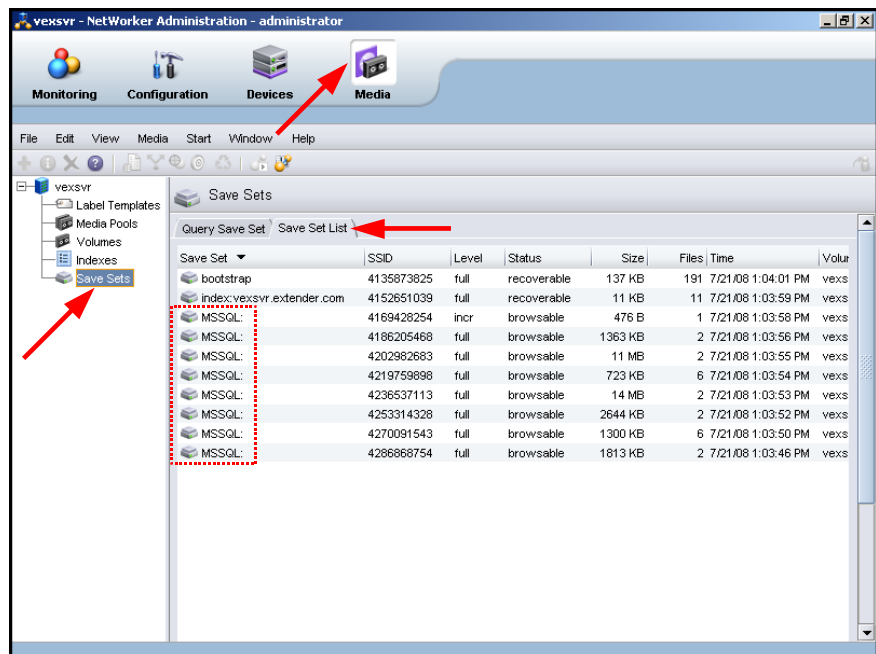 vexsvr - NetWorker Administration - administrator
Monitoring Configuration Devices Media
File Edit View Media Start Window Help
vexsvr
Label Templates
Media Pools
Volumes
Indexes
Save Sets
Save Sets
Query Save Set Save Set List
Save Set SSID Level Status Size Files Time Volur
bootstrap 4135873825 full recoverable 137 KB 191 7/21/08 1:04:01 PM vexs
index:vexsvr.extender.com 4152651039 full recoverable 11 KB 11 7/21/08 1:03:59 PM vexs
MSSQL: 4169428254 incr browsable 476 B 1 7/21/08 1:03:58 PM vexs
MSSQL: 4186205468 full browsable 1363 KB 2 7/21/08 1:03:56 PM vexs
MSSQL: 4202982683 full browsable 11 MB 2 7/21/08 1:03:55 PM vexs
MSSQL: 4219759898 full browsable 723 KB 6 7/21/08 1:03:54 PM vexs
MSSQL: 4236537113 full browsable 14 MB 2 7/21/08 1:03:53 PM vexs
MSSQL: 4253314328 full browsable 2644 KB 2 7/21/08 1:03:52 PM vexs
MSSQL: 4270091543 full browsable 1300 KB 6 7/21/08 1:03:50 PM vexs
MSSQL: 4286868754 full browsable 1813 KB 2 7/21/08 1:03:46 PM vexs